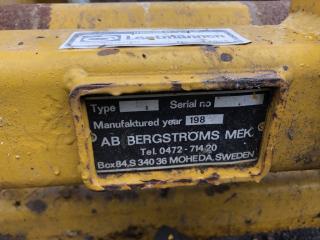 Lastmännen
Type Serial no
Manufaktured year 198
AB BERGSTRÖMS MEK.
Tel. 0472 - 714 20
Box 84, S 340 36 MOHEDA, SWEDEN